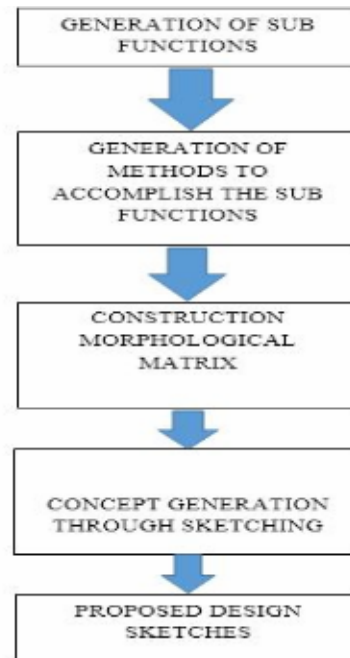 GENERATION OF SUB
FUNCTIONS
GENERATION OF
METHODS TO
ACCOMPLISH THE SUB
FUNCTIONS
CONSTRUCTION
MORPHOLOGICAL
MATRIX
CONCEPT GENERATION
THROUGH SKETCHING
PROPOSED DESIGN
SKETCHES